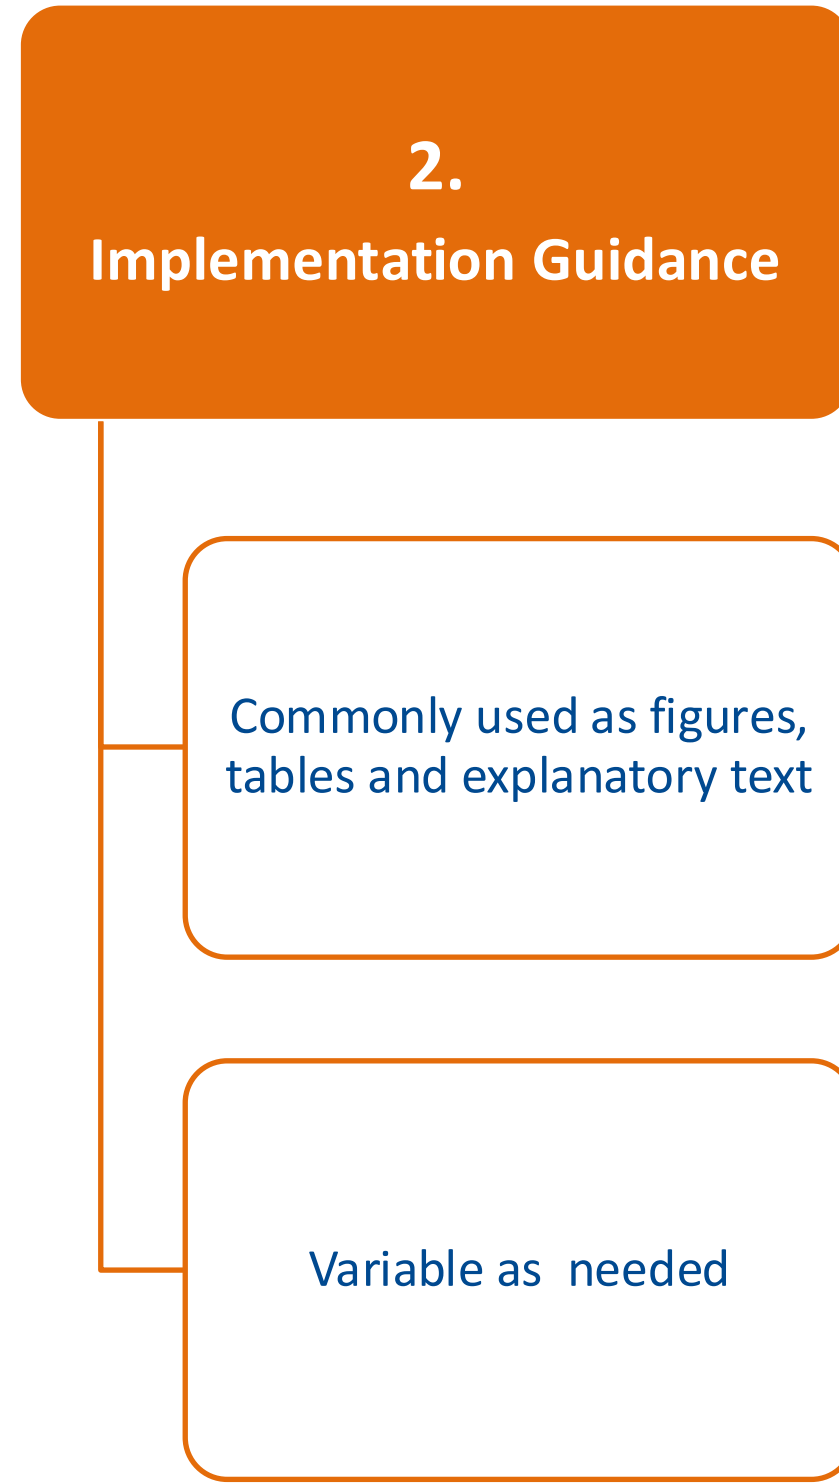 2.
Implementation Guidance
Commonly used as figures,
tables and explanatory text
Variable as  needed